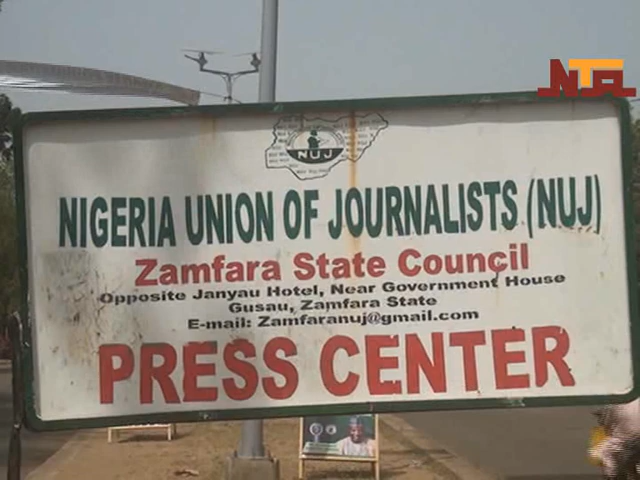 NTA
NUJ
NIGERIA UNION OF JOURNALISTS (NUJ)
Zamfara State Council
Opposite Janyau Hotel, Near Government House
Gusau, Zamfara State
E-mail: Zamfaranuj@gmail.com
PRESS CENTER